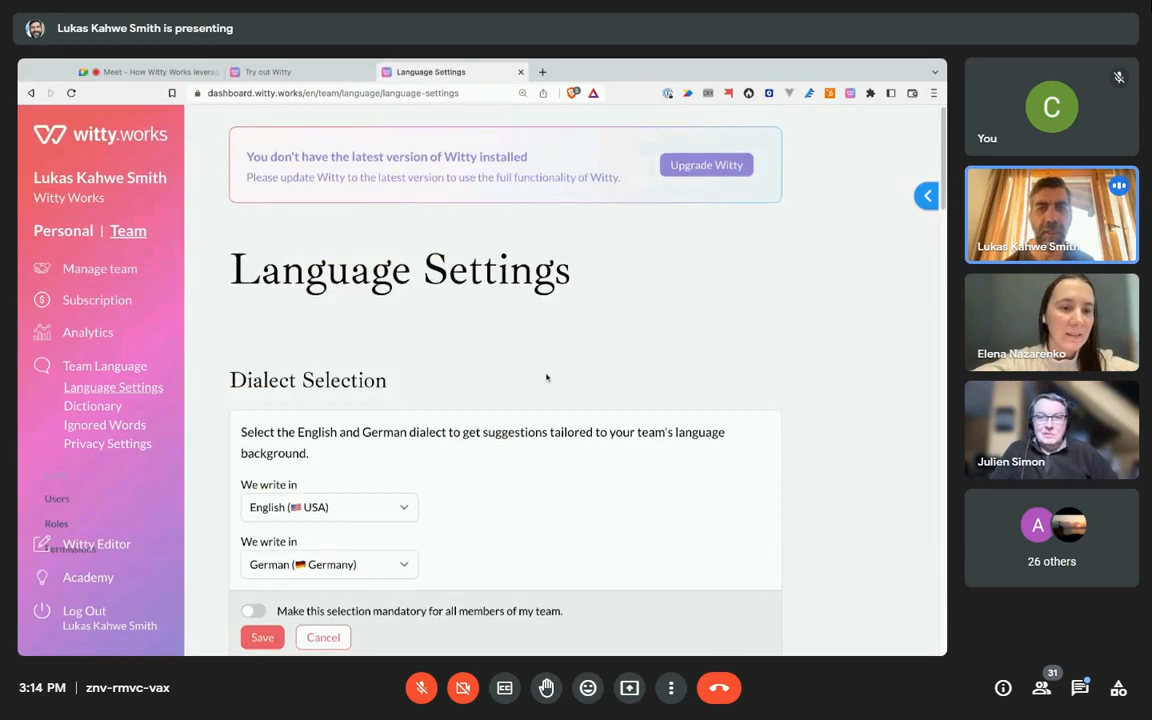 Lukas Kahwe Smith is presenting
Meet - How Witty Works levera
Try out Witty
Language Settings
dashboard.witty.works/en/team/language/language-settings
witty.works
Lukas Kahwe Smith
Witty Works
Personal | Team
Manage team
Subscription
Analytics
Team Language
Language Settings
Dictionary
Ignored Words
Privacy Settings
Users
Roles
Permissions
Witty Editor
Academy
Log Out
Lukas Kahwe Smith
You don't have the latest version of Witty installed
Please update Witty to the latest version to use the full functionality of Witty.
Upgrade Witty
Language Settings
Dialect Selection
Select the English and German dialect to get suggestions tailored to your team's language
background.
We write in
English (🇺🇸 USA)
We write in
German (🇩🇪 Germany)
Make this selection mandatory for all members of my team.
Save
Cancel
C
You
Lukas Kahwe Smith
Elena Nazarenko
Julien Simon
A
26 others
3:14 PM | znv-rmvc-vax
31